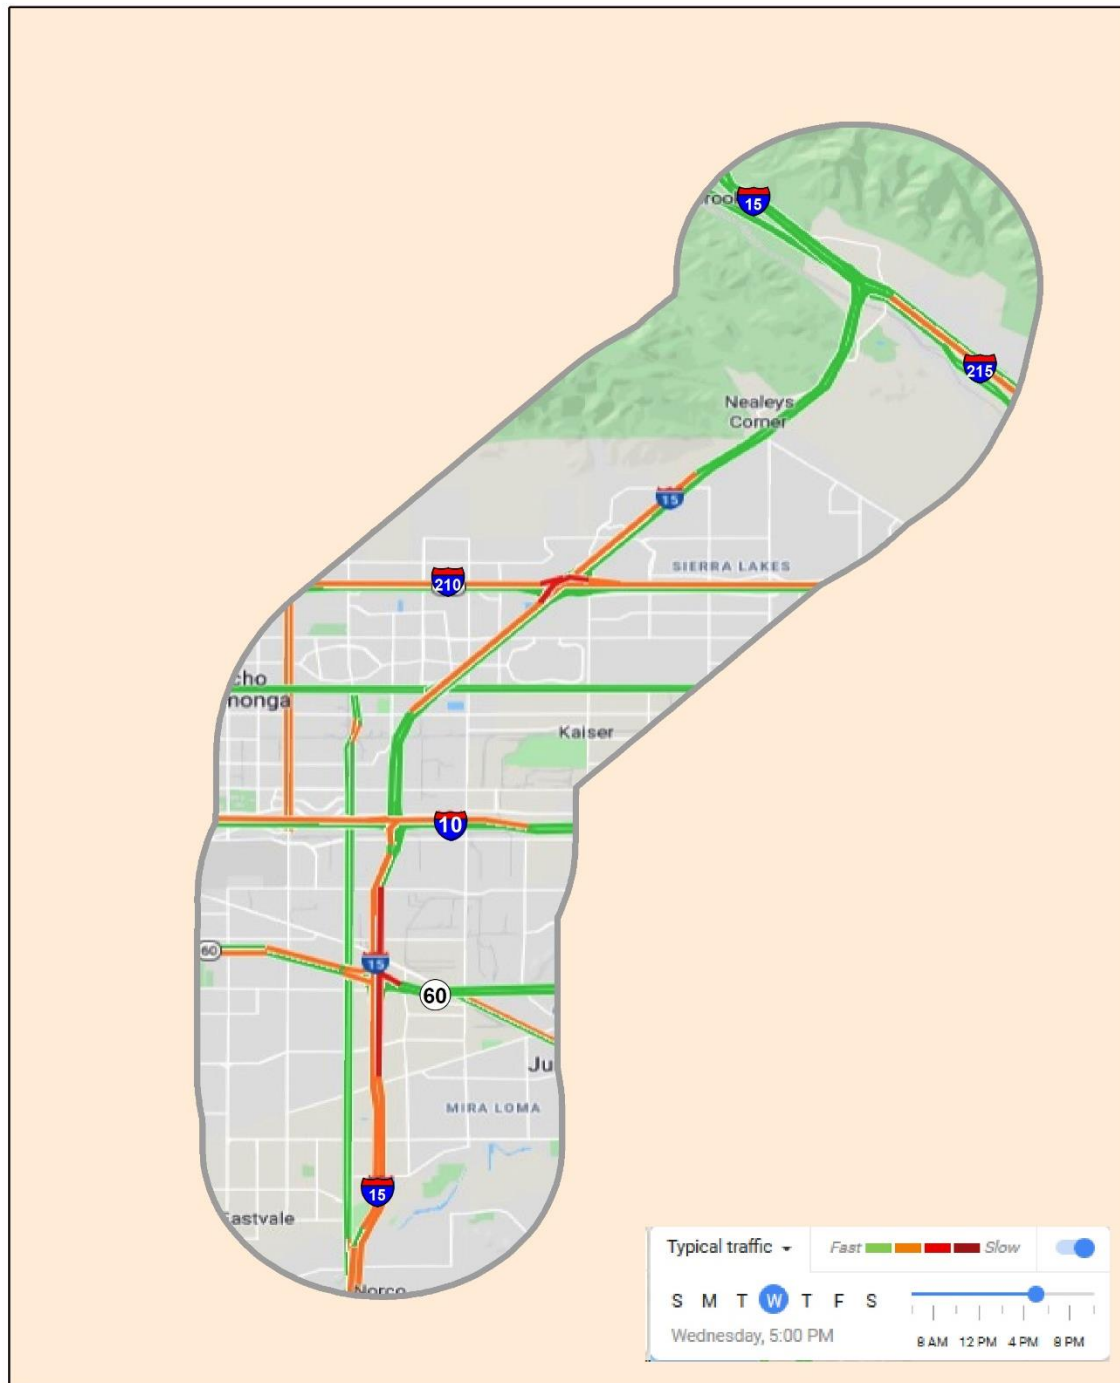 15
215
Nealeys
Corner
15
SIERRA LAKES
210
Kaiser
10
60
15
60
MIRA LOMA
15
Eastvale
Norco
Typical traffic
Fast
Slow
S M T W T F S
Wednesday, 5:00 PM
8 AM 12 PM 4 PM 8 PM